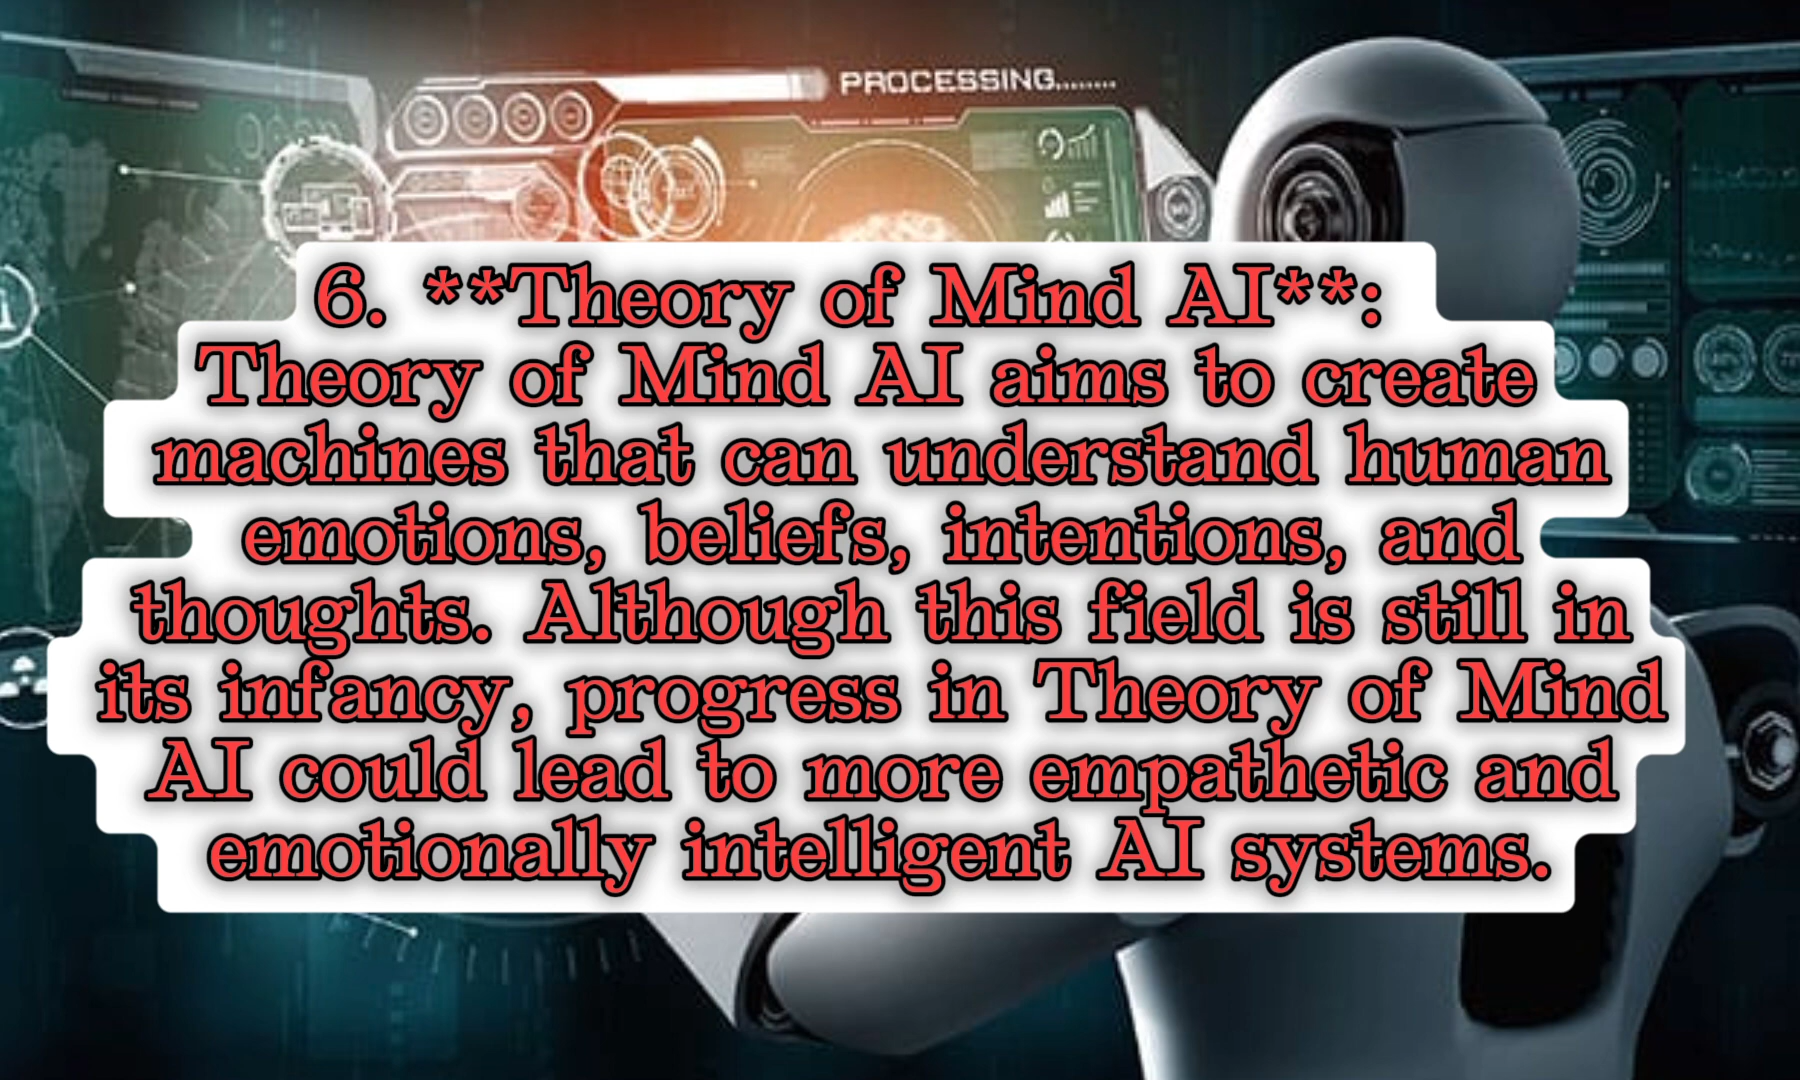 PROCESSING........
6. **Theory of Mind AI**:
Theory of Mind AI aims to create
machines that can understand human
emotions, beliefs, intentions, and
thoughts. Although this field is still in
its infancy, progress in Theory of Mind
AI could lead to more empathetic and
emotionally intelligent AI systems.